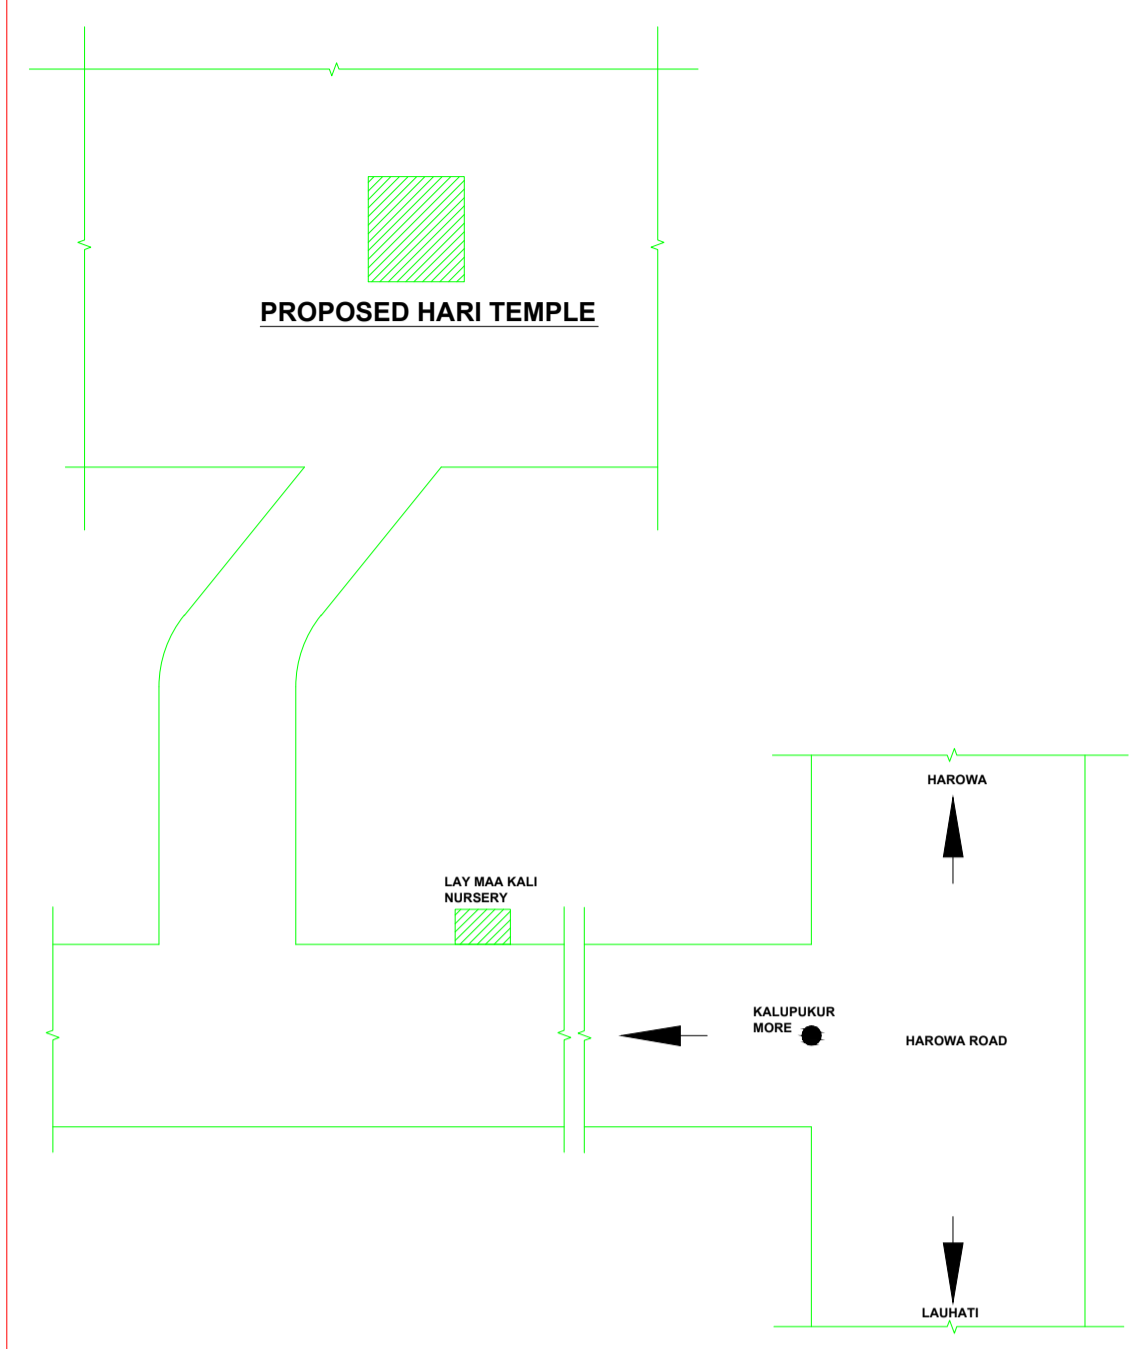 PROPOSED HARI TEMPLE
HAROWA
LAY MAA KALI
NURSERY
KALUPUKUR
MORE
HAROWA ROAD
LAUHATI